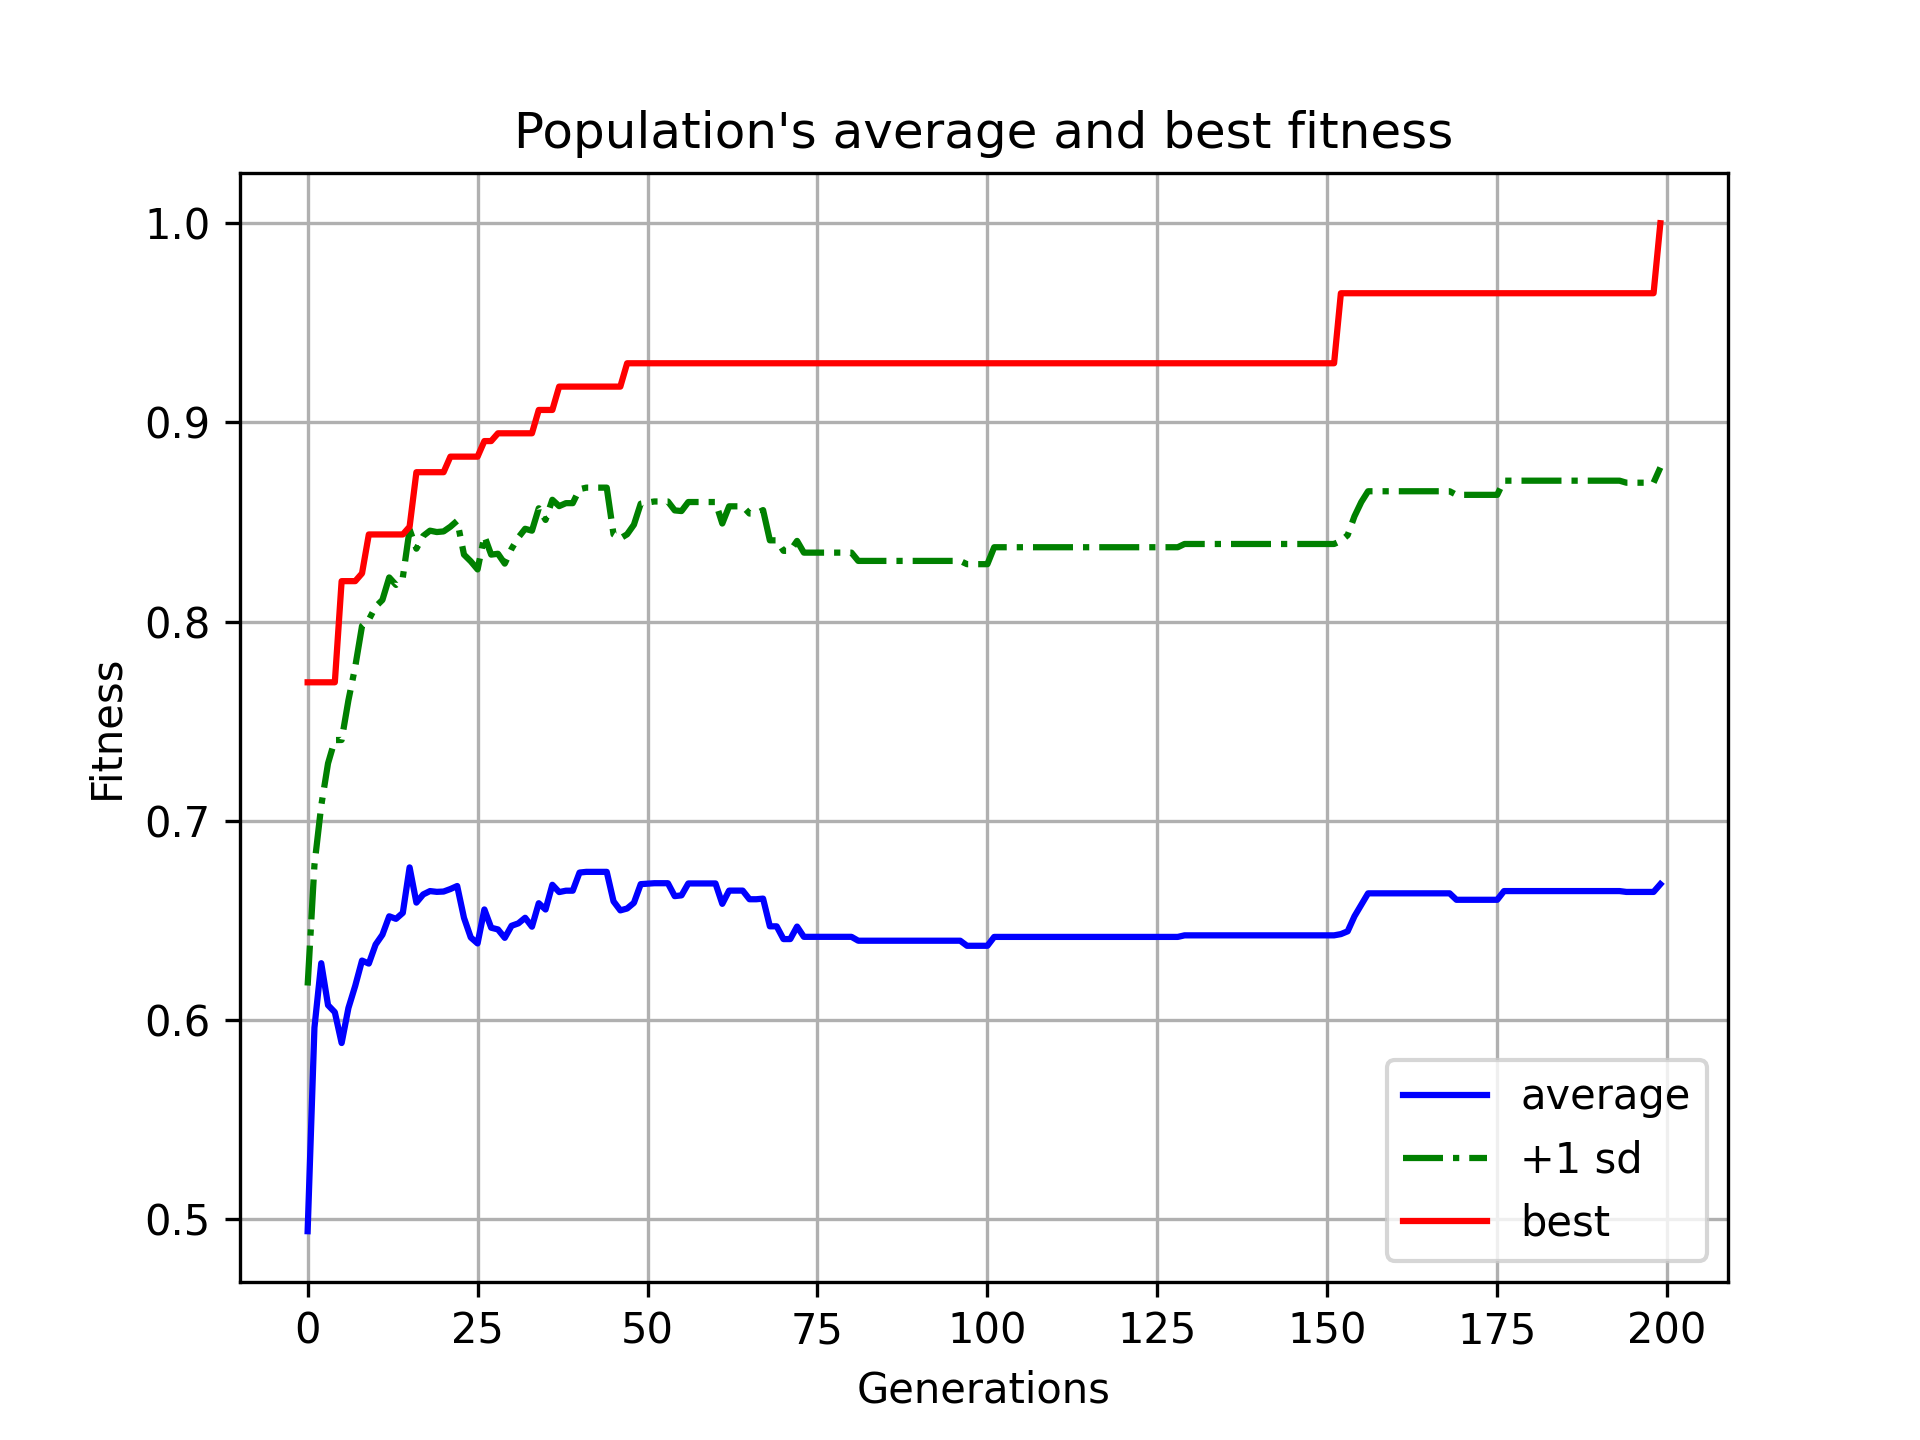 Population's average and best fitness
1.0
0.9
0.8
0.7
0.6
0.5
Fitness
0 25 50 75 100 125 150 175 200
Generations
average
+1 sd
best